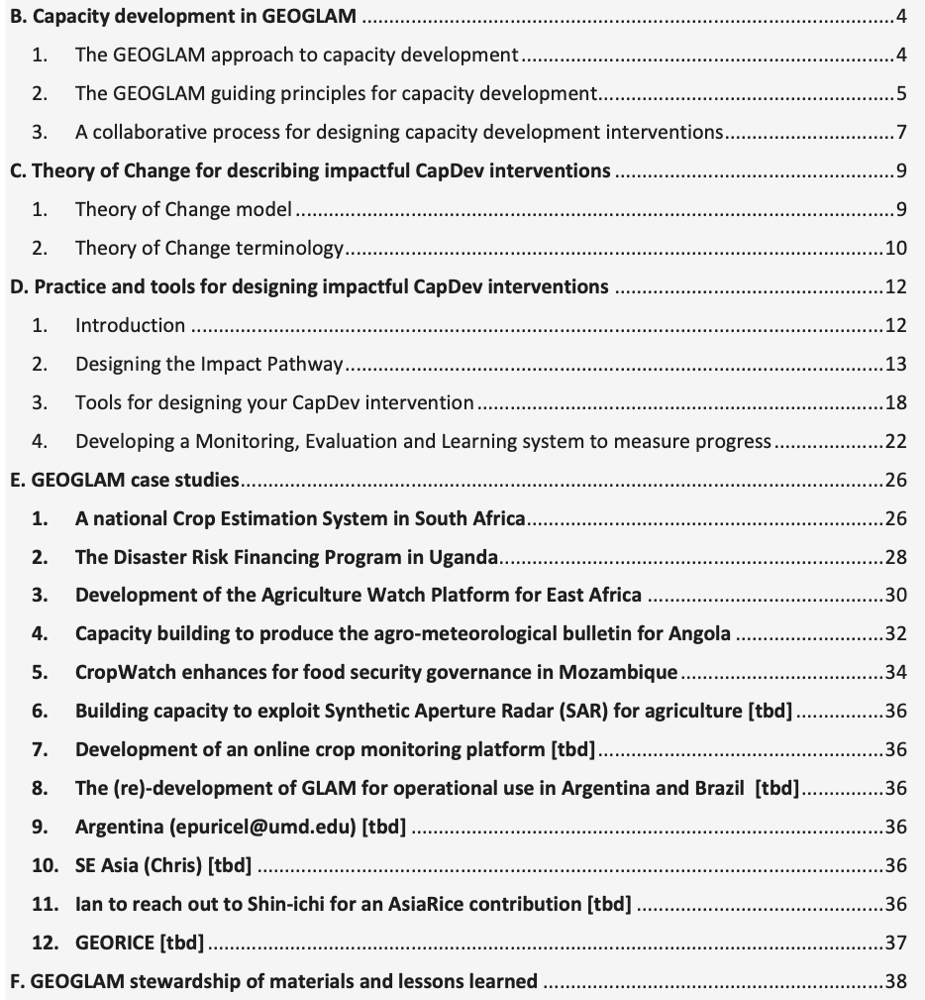 B. Capacity development in GEOGLAM ........ 4
1. The GEOGLAM approach to capacity development ........ 4
2. The GEOGLAM guiding principles for capacity development ........ 5
3. A collaborative process for designing capacity development interventions ........ 7
C. Theory of Change for describing impactful CapDev interventions ........ 9
1. Theory of Change model ........ 9
2. Theory of Change terminology ........ 10
D. Practice and tools for designing impactful CapDev interventions ........ 12
1. Introduction ........ 12
2. Designing the Impact Pathway ........ 13
3. Tools for designing your CapDev intervention ........ 18
4. Developing a Monitoring, Evaluation and Learning system to measure progress ........ 22
E. GEOGLAM case studies ........ 26
1. A national Crop Estimation System in South Africa ........ 26
2. The Disaster Risk Financing Program in Uganda ........ 28
3. Development of the Agriculture Watch Platform for East Africa ........ 30
4. Capacity building to produce the agro-meteorological bulletin for Angola ........ 32
5. CropWatch enhances for food security governance in Mozambique ........ 34
6. Building capacity to exploit Synthetic Aperture Radar (SAR) for agriculture [tbd] ........ 36
7. Development of an online crop monitoring platform [tbd] ........ 36
8. The (re)-development of GLAM for operational use in Argentina and Brazil [tbd] ........ 36
9. Argentina (epuricel@umd.edu) [tbd] ........ 36
10. SE Asia (Chris) [tbd] ........ 36
11. Ian to reach out to Shin-ichi for an AsiaRice contribution [tbd] ........ 36
12. GEORICE [tbd] ........ 37
F. GEOGLAM stewardship of materials and lessons learned ........ 38